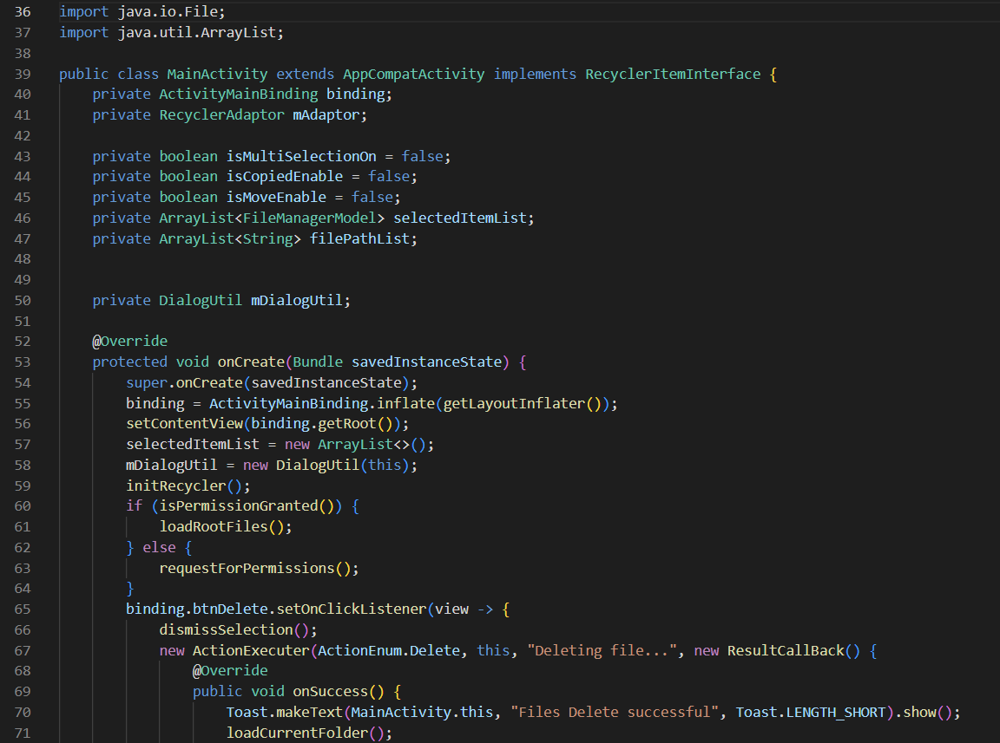 36 import java.io.File;
37 import java.util.ArrayList;
38
39 public class MainActivity extends AppCompatActivity implements RecyclerItemInterface {
40     private ActivityMainBinding binding;
41     private RecyclerAdaptor mAdaptor;
42
43     private boolean isMultiSelectionOn = false;
44     private boolean isCopiedEnable = false;
45     private boolean isMoveEnable = false;
46     private ArrayList<FileManagerModel> selectedItemList;
47     private ArrayList<String> filePathList;
48
49
50     private DialogUtil mDialogUtil;
51
52     @Override
53     protected void onCreate(Bundle savedInstanceState) {
54         super.onCreate(savedInstanceState);
55         binding = ActivityMainBinding.inflate(getLayoutInflater());
56         setContentView(binding.getRoot());
57         selectedItemList = new ArrayList<>();
58         mDialogUtil = new DialogUtil(this);
59         initRecycler();
60         if (isPermissionGranted()) {
61             loadRootFiles();
62         } else {
63             requestForPermissions();
64         }
65         binding.btnDelete.setOnClickListener(view -> {
66             dismissSelection();
67             new ActionExecuter(ActionEnum.Delete, this, "Deleting file...", new ResultCallBack() {
68                 @Override
69                 public void onSuccess() {
70                     Toast.makeText(MainActivity.this, "Files Delete successful", Toast.LENGTH_SHORT).show();
71                     loadCurrentFolder();